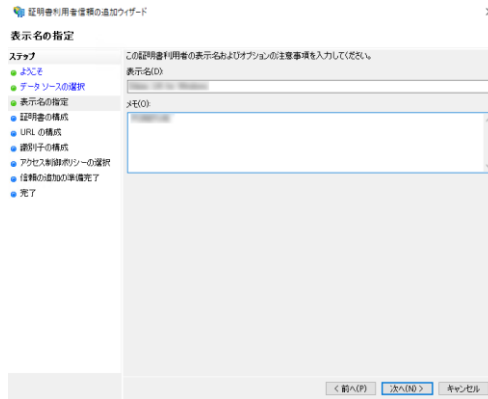 証明書利用者信頼の追加ウィザード
表示名の指定
ステップ
ようこそ
データ ソースの選択
表示名の指定
証明書の構成
URL の構成
識別子の構成
アクセス制御ポリシーの選択
信頼の追加の準備完了
完了
この証明書利用者の表示名およびオプションの注意事項を入力してください。
表示名(D):
メモ(O):
< 前へ(P)
次へ(N) >
キャンセル